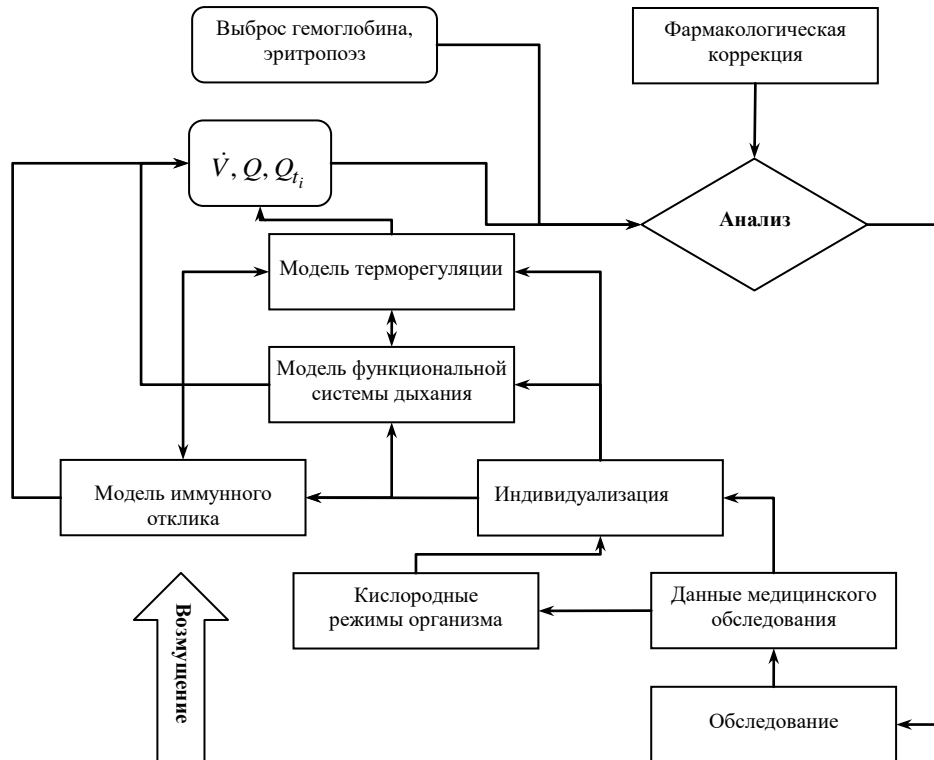 Выброс гемоглобина,
эритропоэз
Фармакологическая
коррекция
V̇, Q, Q_{t_i}
Анализ
Модель терморегуляции
Модель функциональной
системы дыхания
Модель иммунного
отклика
Индивидуализация
Кислородные
режимы организма
Данные медицинского
обследования
Возмущение
Обследование